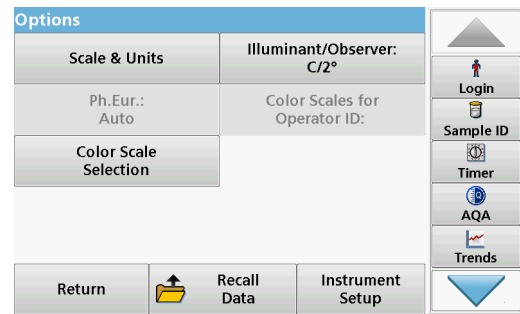 Options
Scale & Units
Illuminant/Observer:
C/2°
Ph.Eur.:
Auto
Color Scales for
Operator ID:
Color Scale
Selection
Return
Recall
Data
Instrument
Setup
Login
Sample ID
Timer
AQA
Trends